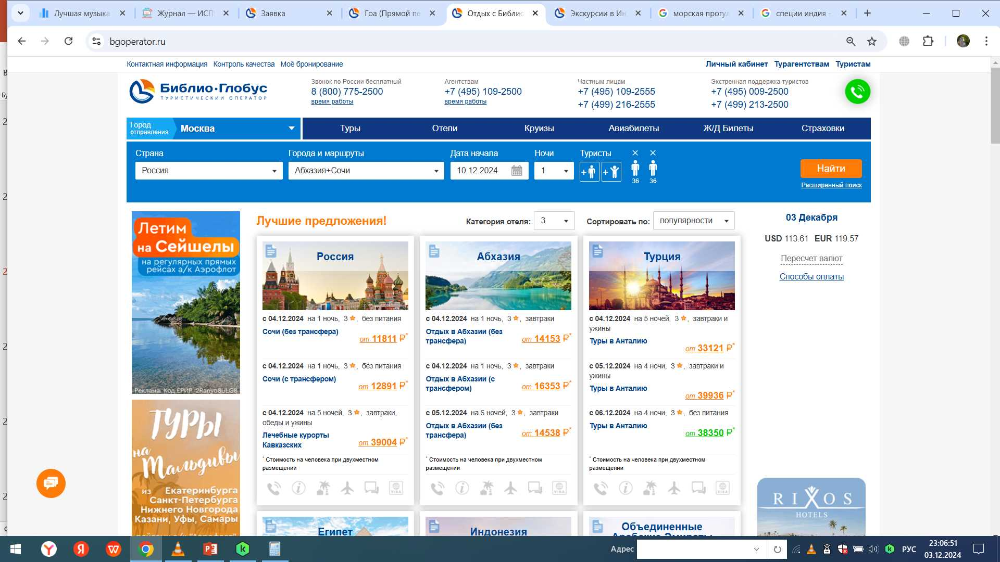 Лучшая музыка
Журнал — ИСП
Заявка
Гоа (Прямой пе
Отдых с Библис
Экскурсии в Ин
морская прогул
специи индия -
bgoperator.ru
Контактная информация Контроль качества Моё бронирование
Личный кабинет Турагентствам Туристам
Библио·Глобус
ТУРИСТИЧЕСКИЙ ОПЕРАТОР
Звонок по России бесплатный
8 (800) 775-2500
время работы
Агентствам
+7 (495) 109-2500
время работы
Частным лицам
+7 (495) 109-2555
+7 (499) 216-2555
Экстренная поддержка туристов
+7 (495) 009-2500
+7 (499) 213-2500
Город
отправления
Москва
Туры Отели Круизы Авиабилеты Ж/Д Билеты Страховки
Страна Города и маршруты Дата начала Ночи Туристы
Россия Абхазия+Сочи 10.12.2024 1 + + 36 36
Найти
Расширенный поиск
Летим
на Сейшелы
на регулярных прямых
рейсах а/к Аэрофлот
Реклама. Код ЕРИР 2Ranyo8ULG8
ТУРЫ
на
Мальдивы
из Екатеринбурга
Санкт-Петербурга
Нижнего Новгорода
Казани, Уфы, Самары
рейсами а/к "Аэрофлот"
Лучшие предложения!
Категория отеля: 3
Сортировать по: популярности
Россия
с 04.12.2024 на 1 ночь, 3 , без питания
Сочи (без трансфера)
от 11811 ₽*
с 04.12.2024 на 1 ночь, 3 , без питания
Сочи (с трансфером)
от 12891 ₽*
с 04.12.2024 на 5 ночей, 3 , завтраки,
обеды и ужины
Лечебные курорты
Кавказских
от 39004 ₽*
* Стоимость на человека при двухместном
размещении
VISA
Абхазия
с 04.12.2024 на 1 ночь, 3 , завтраки
Отдых в Абхазии (без
трансфера)
от 14153 ₽*
с 04.12.2024 на 1 ночь, 3 , завтраки
Отдых в Абхазии (с
трансфером)
от 16353 ₽*
с 05.12.2024 на 6 ночей, 3 , завтраки
Отдых в Абхазии (без
трансфера)
от 14538 ₽*
* Стоимость на человека при двухместном
размещении
VISA
Турция
с 04.12.2024 на 5 ночей, 3 , завтраки и
ужины
Туры в Анталию
от 33121 ₽*
с 05.12.2024 на 4 ночи, 3 , завтраки и
ужины
Туры в Анталию
от 39936 ₽*
с 06.12.2024 на 4 ночи, 3 , без питания
Туры в Анталию
от 38350 ₽*
* Стоимость на человека при двухместном
размещении
VISA
Египет
Индонезия
Объединенные
Арабские Эмираты
03 Декабря
USD 113.61 EUR 119.57
Пересчет валют
Способы оплаты
RIXOS
HOTELS
Адрес
РУС
23:06:51
03.12.2024